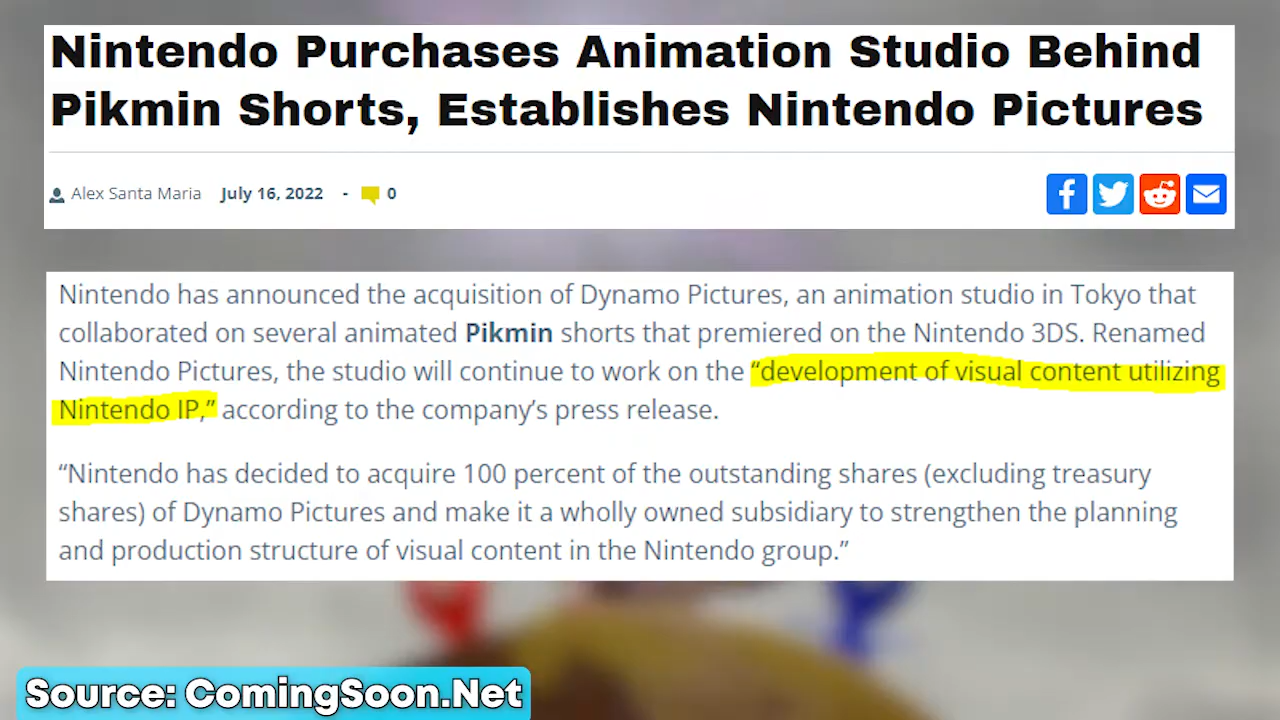 Nintendo Purchases Animation Studio Behind
Pikmin Shorts, Establishes Nintendo Pictures
Alex Santa Maria July 16, 2022 - 0
Nintendo has announced the acquisition of Dynamo Pictures, an animation studio in Tokyo that
collaborated on several animated Pikmin shorts that premiered on the Nintendo 3DS. Renamed
Nintendo Pictures, the studio will continue to work on the “development of visual content utilizing
Nintendo IP,” according to the company’s press release.
“Nintendo has decided to acquire 100 percent of the outstanding shares (excluding treasury
shares) of Dynamo Pictures and make it a wholly owned subsidiary to strengthen the planning
and production structure of visual content in the Nintendo group.”
Source: ComingSoon.Net